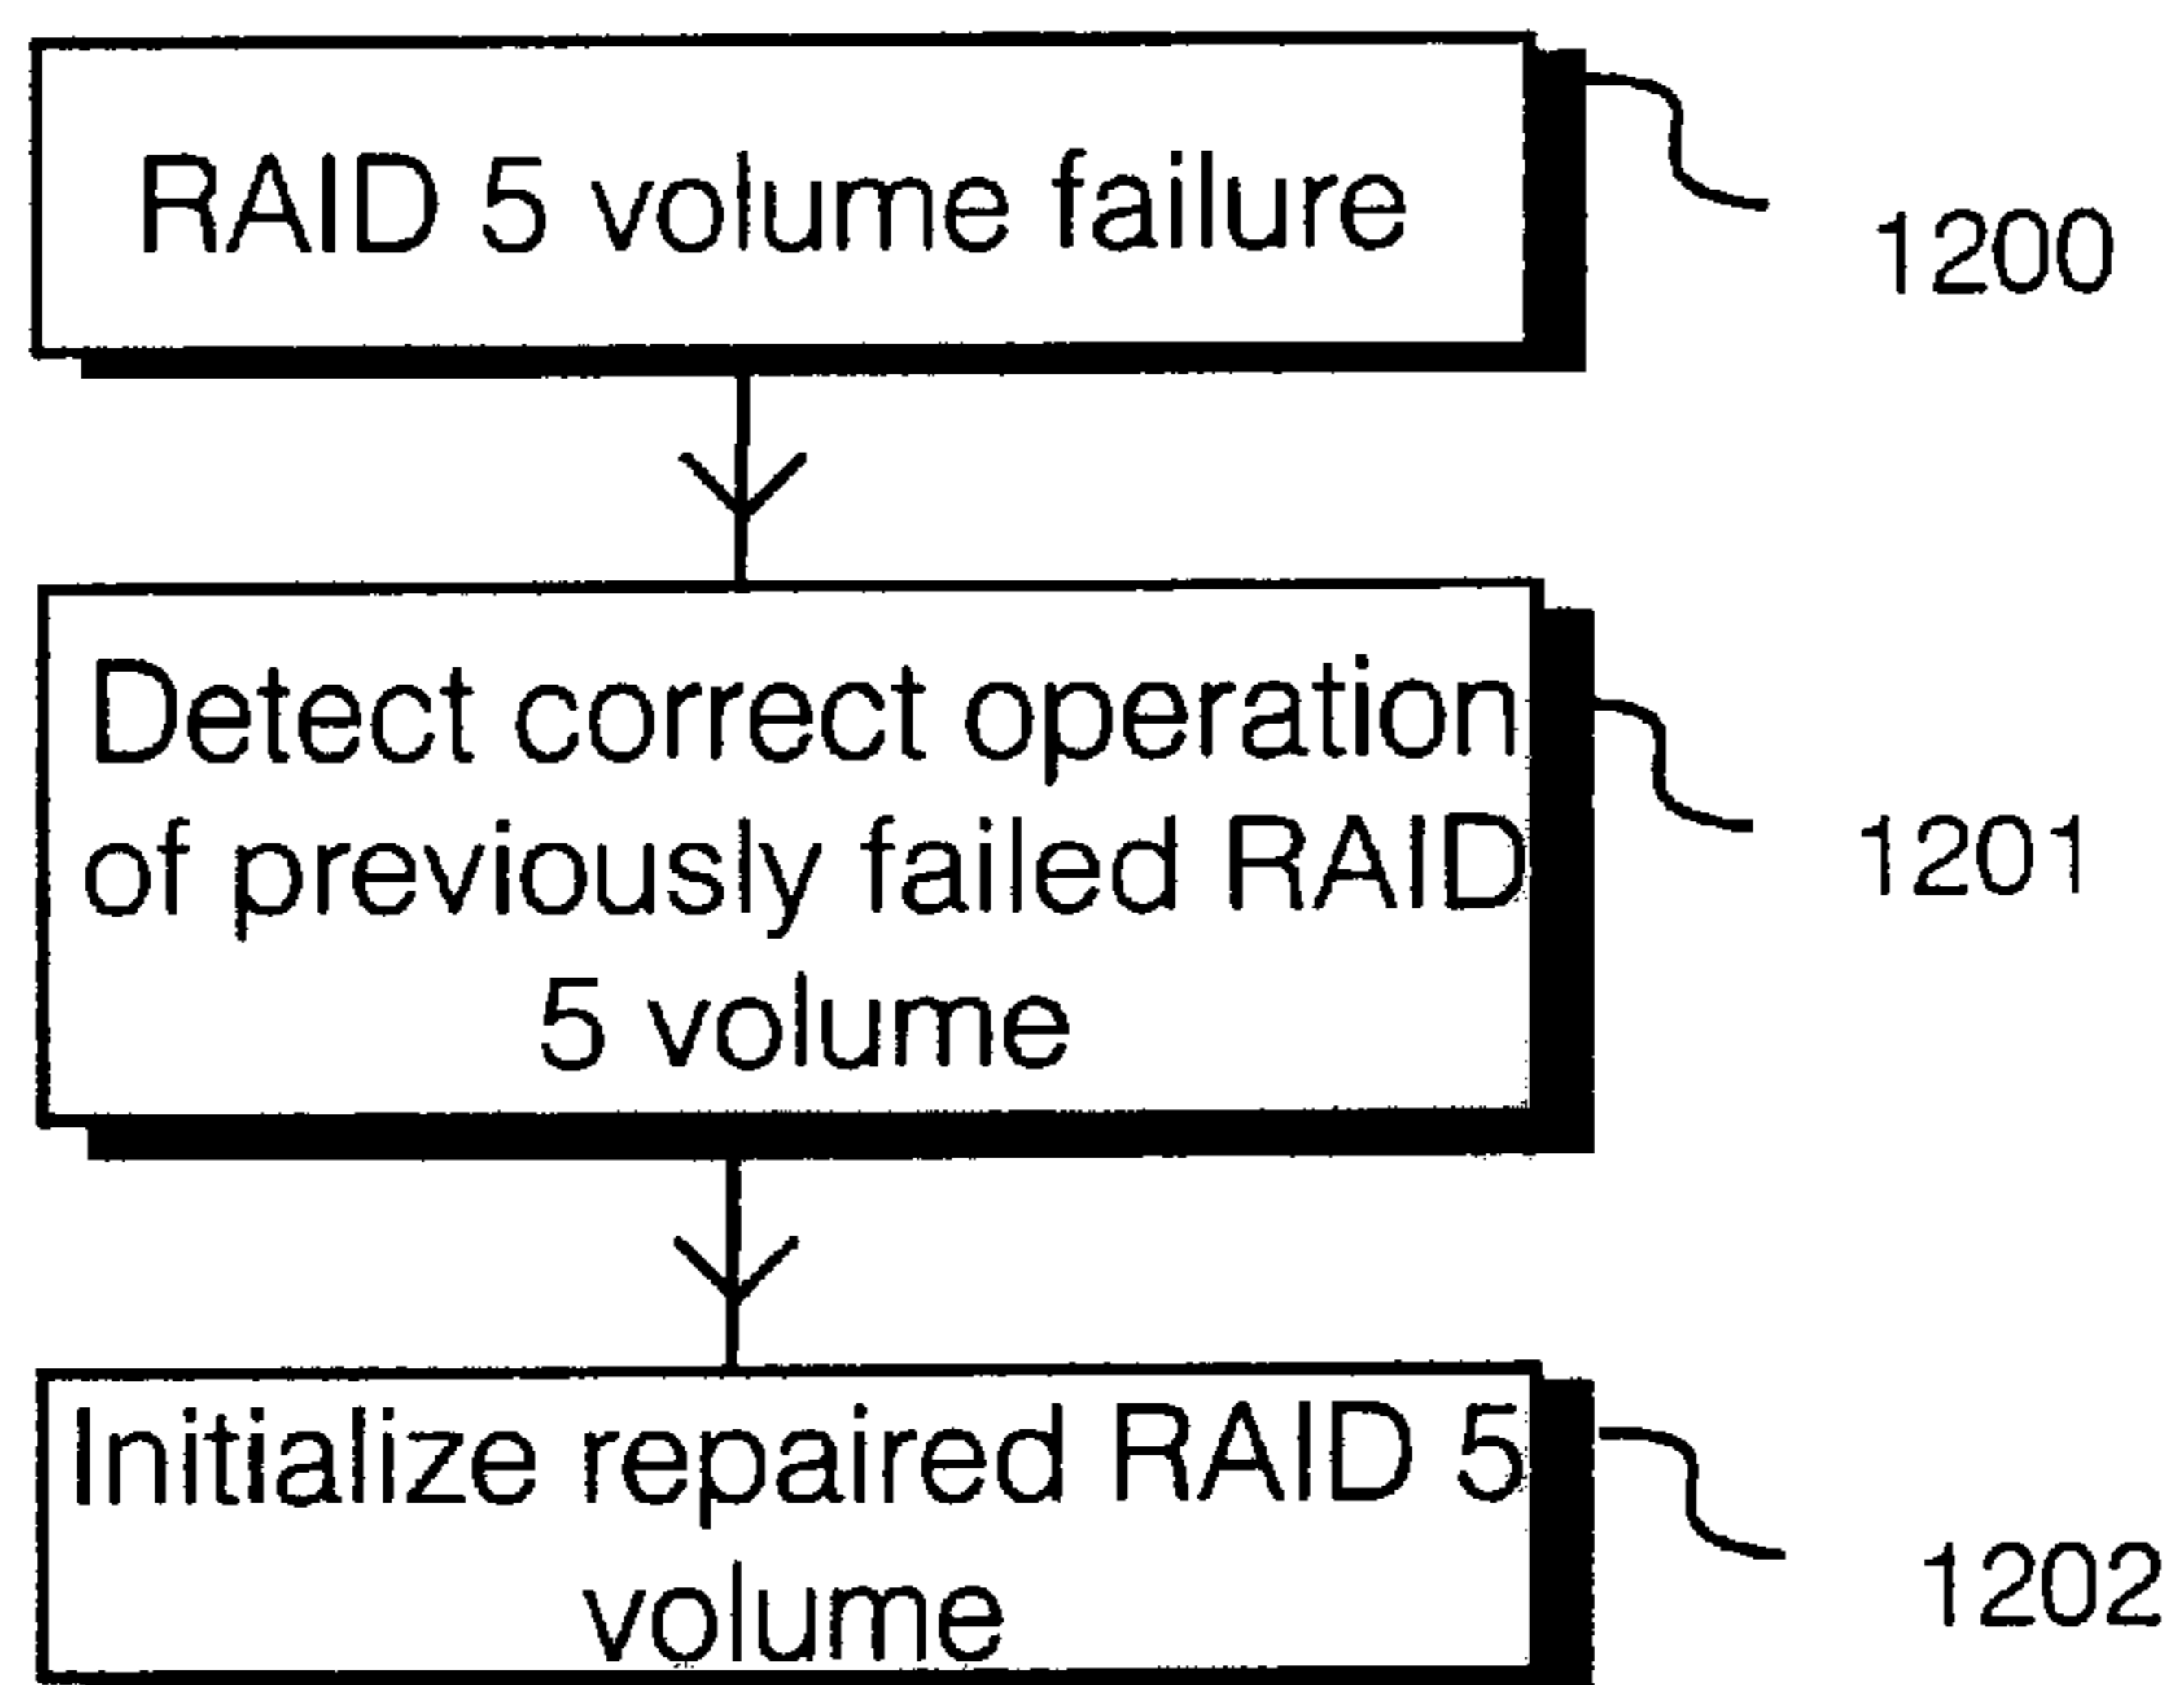 RAID 5 volume failure
1200
Detect correct operation
of previously failed RAID
5 volume
1201
Initialize repaired RAID 5
volume
1202